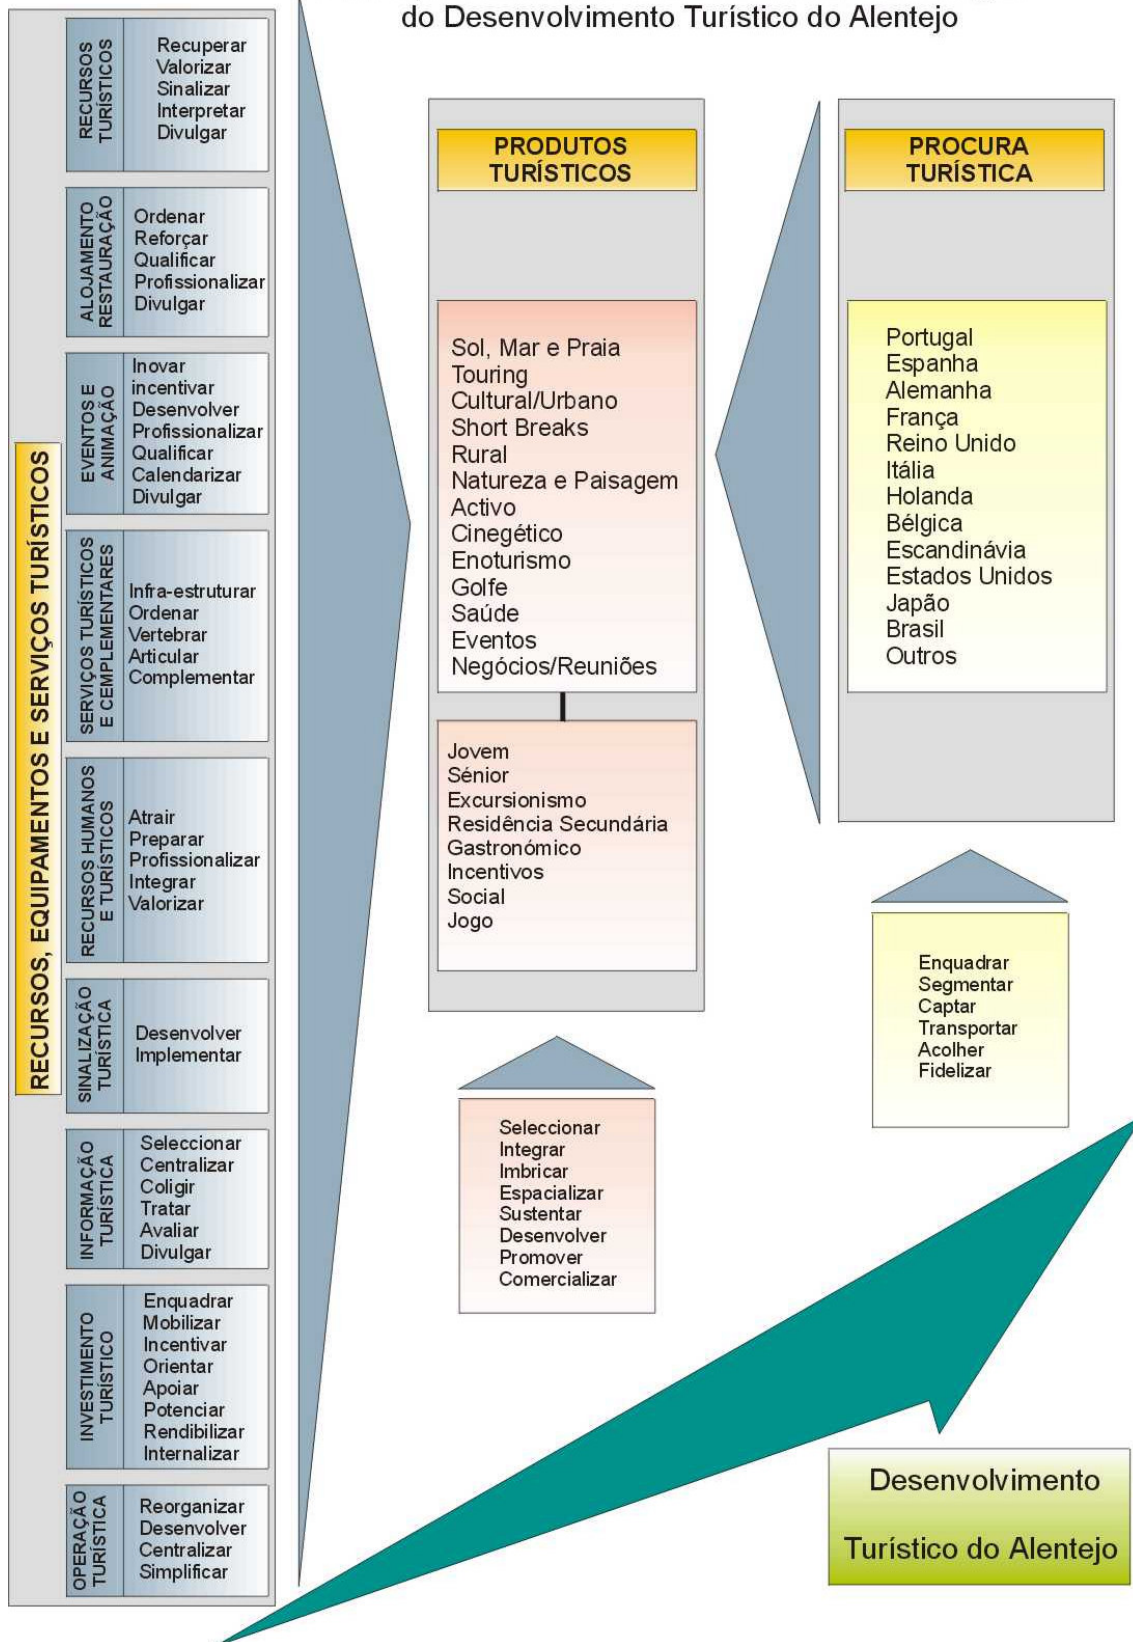 do Desenvolvimento Turístico do Alentejo
RECURSOS, EQUIPAMENTOS E SERVIÇOS TURÍSTICOS
RECURSOS
TURÍSTICOS
Recuperar
Valorizar
Sinalizar
Interpretar
Divulgar
ALOJAMENTO
RESTAURAÇÃO
Ordenar
Reforçar
Qualificar
Profissionalizar
Divulgar
EVENTOS E
ANIMAÇÃO
Inovar
incentivar
Desenvolver
Profissionalizar
Qualificar
Calendarizar
Divulgar
SERVIÇOS TURÍSTICOS
E CEMPLEMENTARES
Infra-estruturar
Ordenar
Vertebrar
Articular
Complementar
RECURSOS HUMANOS
E TURÍSTICOS
Atrair
Preparar
Profissionalizar
Integrar
Valorizar
SINALIZAÇÃO
TURÍSTICA
Desenvolver
Implementar
INFORMAÇÃO
TURÍSTICA
Seleccionar
Centralizar
Coligir
Tratar
Avaliar
Divulgar
INVESTIMENTO
TURÍSTICO
Enquadrar
Mobilizar
Incentivar
Orientar
Apoiar
Potenciar
Rendibilizar
Internalizar
OPERAÇÃO
TURÍSTICA
Reorganizar
Desenvolver
Centralizar
Simplificar
PRODUTOS
TURÍSTICOS
Sol, Mar e Praia
Touring
Cultural/Urbano
Short Breaks
Rural
Natureza e Paisagem
Activo
Cinegético
Enoturismo
Golfe
Saúde
Eventos
Negócios/Reuniões
Jovem
Sénior
Excursionismo
Residência Secundária
Gastronómico
Incentivos
Social
Jogo
Seleccionar
Integrar
Imbricar
Espacializar
Sustentar
Desenvolver
Promover
Comercializar
PROCURA
TURÍSTICA
Portugal
Espanha
Alemanha
França
Reino Unido
Itália
Holanda
Bélgica
Escandinávia
Estados Unidos
Japão
Brasil
Outros
Enquadrar
Segmentar
Captar
Transportar
Acolher
Fidelizar
Desenvolvimento
Turístico do Alentejo